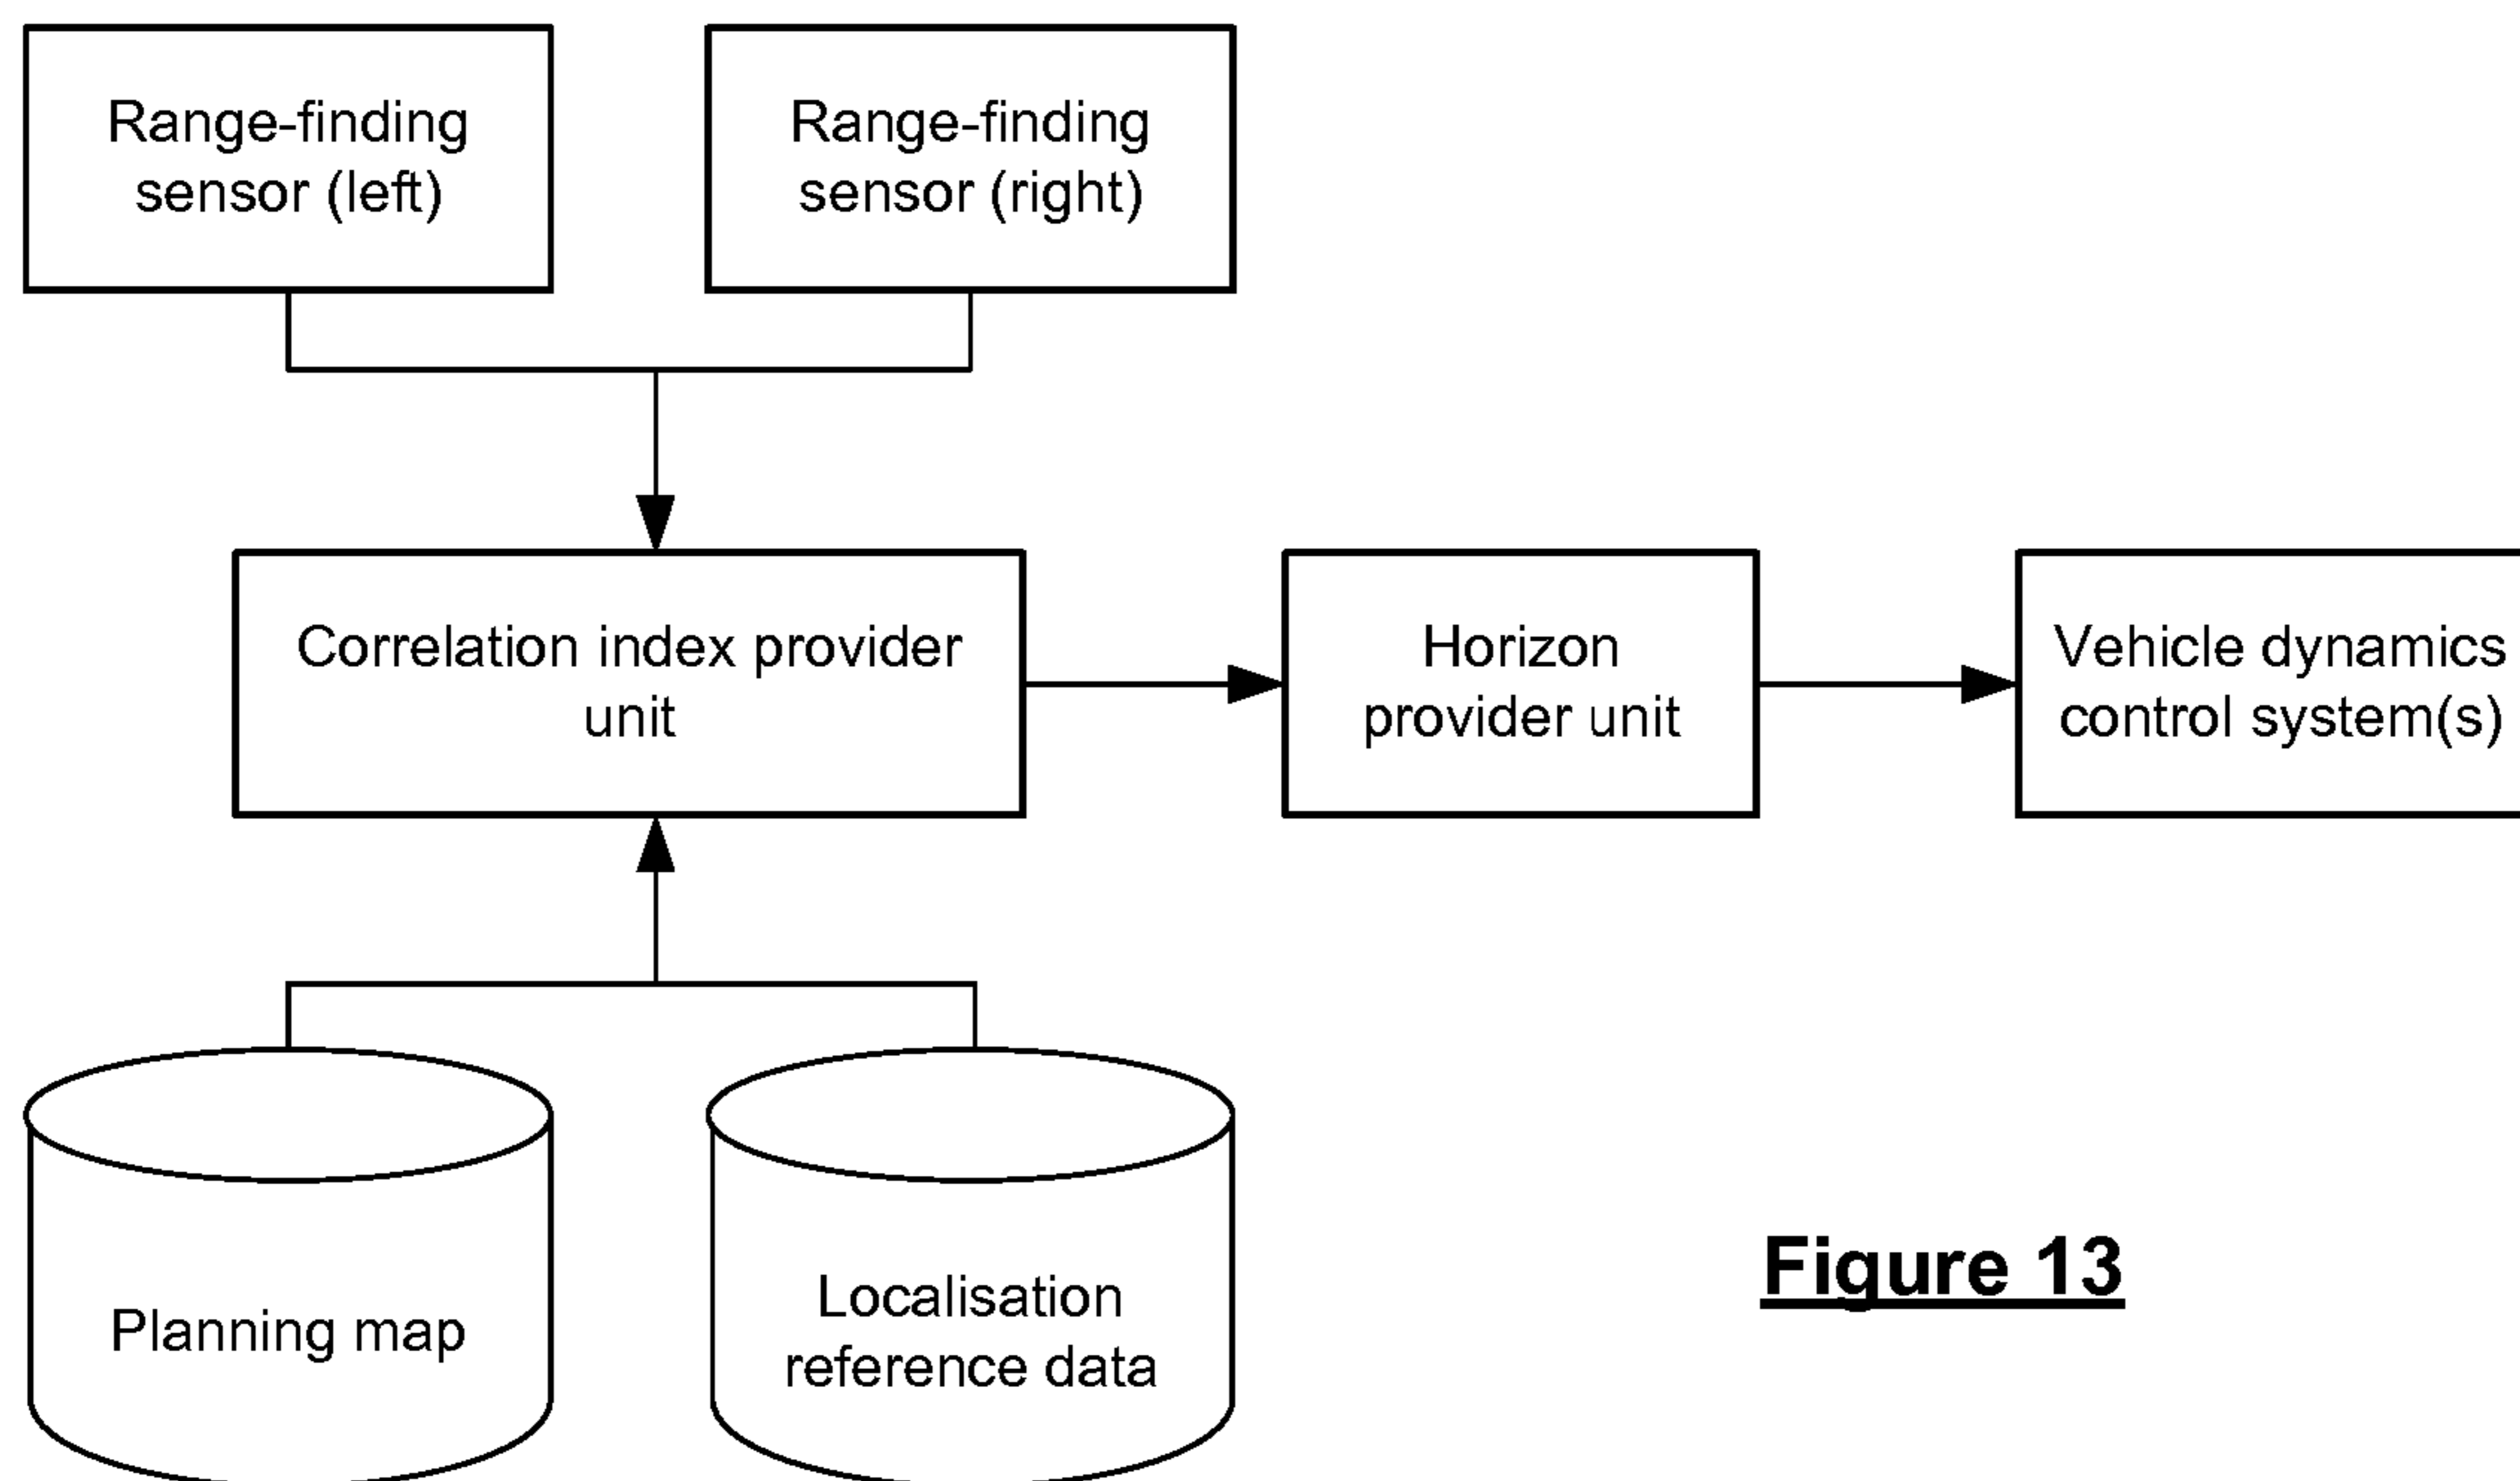 Range-finding
sensor (left)
Range-finding
sensor (right)
Correlation index provider
unit
Horizon
provider unit
Vehicle dynamics
control system(s)
Planning map
Localisation
reference data
Figure 13